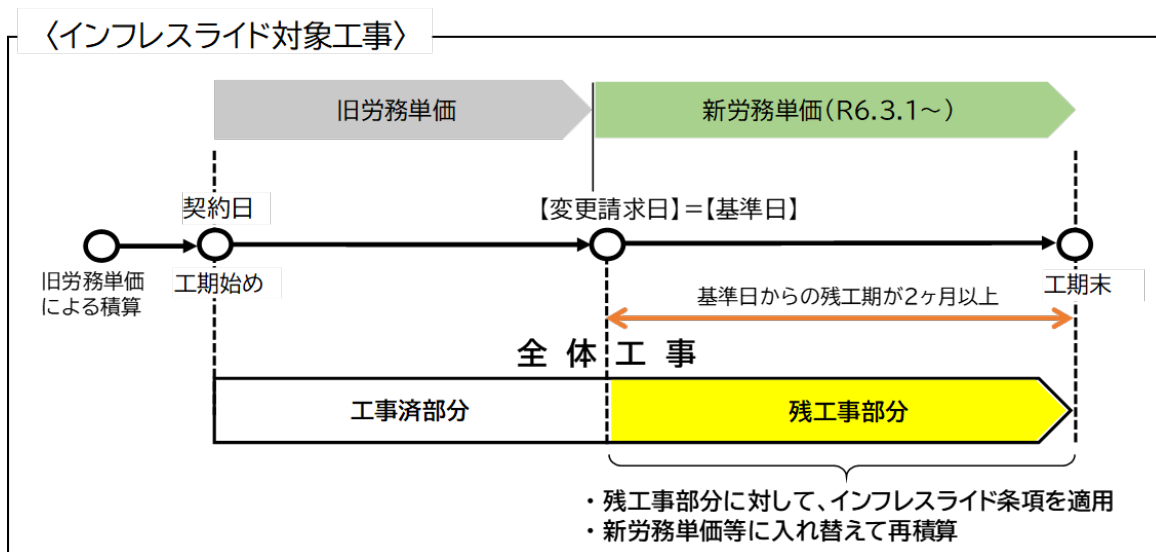 〈インフレスライド対象工事〉
旧労務単価
新労務単価(R6.3.1～)
契約日
【変更請求日】=【基準日】
旧労務単価
による積算
工期始め
工期末
基準日からの残工期が2ヶ月以上
全体工事
工事済部分
残工事部分
・残工事部分に対して、インフレスライド条項を適用
・新労務単価等に入れ替えて再積算